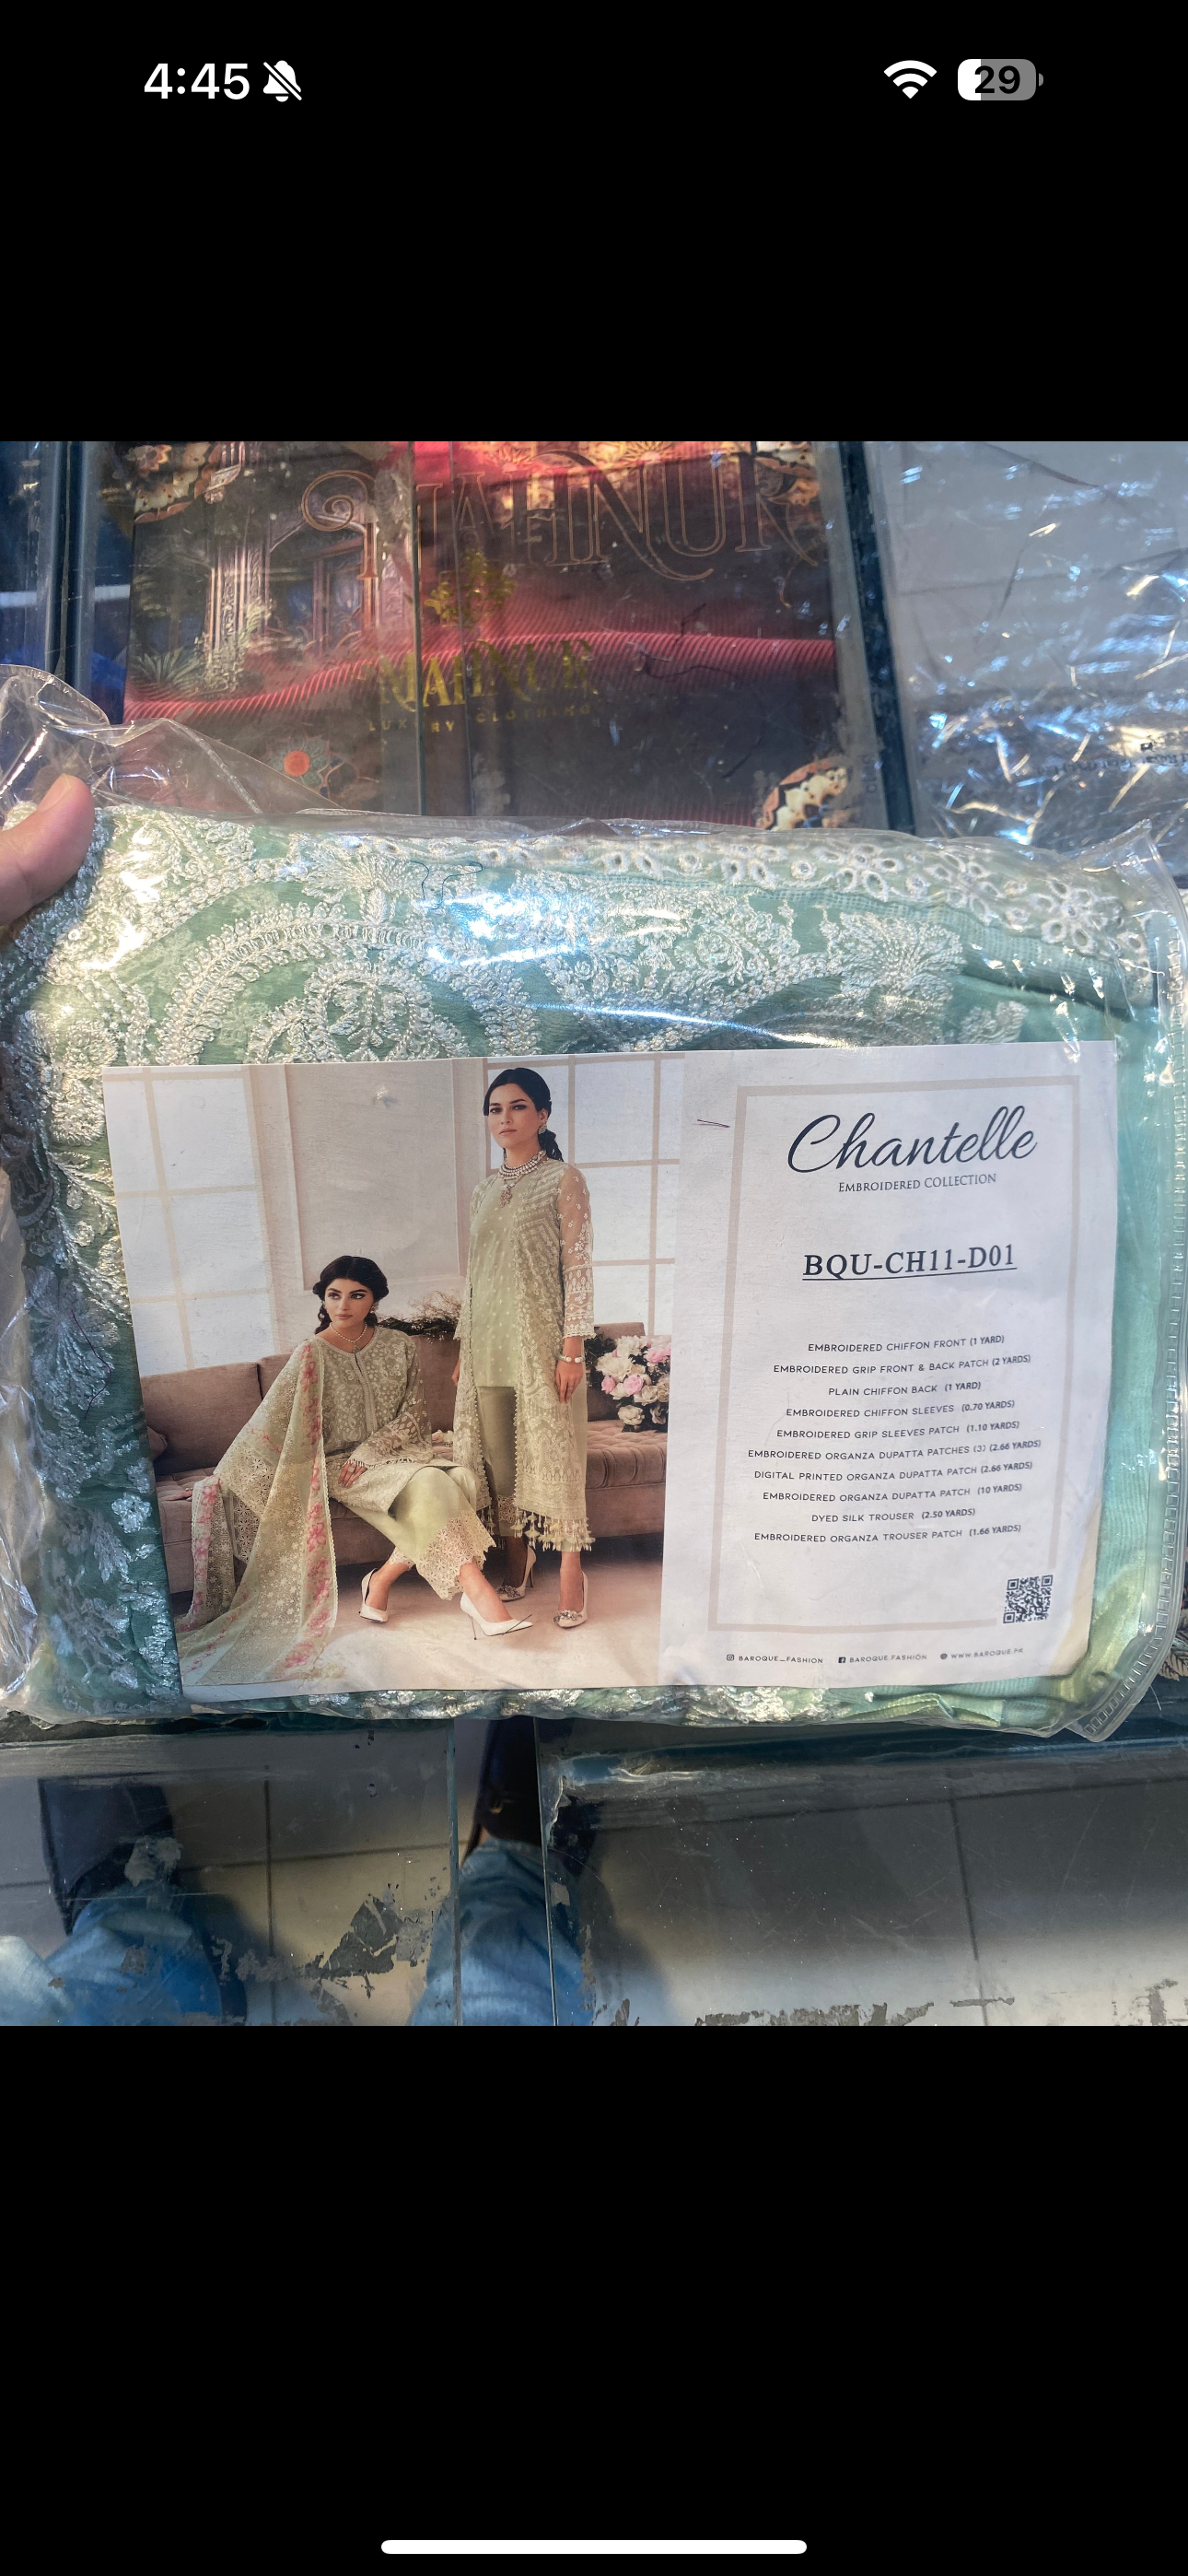 4:45
29
MAHNUR
MAHNUR
LUXURY CLOTHING
Chantelle
EMBROIDERED COLLECTION
BQU-CH11-D01
EMBROIDERED CHIFFON FRONT (1 YARD)
EMBROIDERED GRIP FRONT & BACK PATCH (2 YARDS)
PLAIN CHIFFON BACK (1 YARD)
EMBROIDERED CHIFFON SLEEVES (0.70 YARDS)
EMBROIDERED GRIP SLEEVES PATCH (1.10 YARDS)
EMBROIDERED ORGANZA DUPATTA PATCHES (3) (2.66 YARDS)
DIGITAL PRINTED ORGANZA DUPATTA PATCH (2.66 YARDS)
EMBROIDERED ORGANZA DUPATTA PATCH (10 YARDS)
DYED SILK TROUSER (2.50 YARDS)
EMBROIDERED ORGANZA TROUSER PATCH (1.66 YARDS)
BAROQUE_FASHION BAROQUE.FASHION WWW.BAROQUE.PK